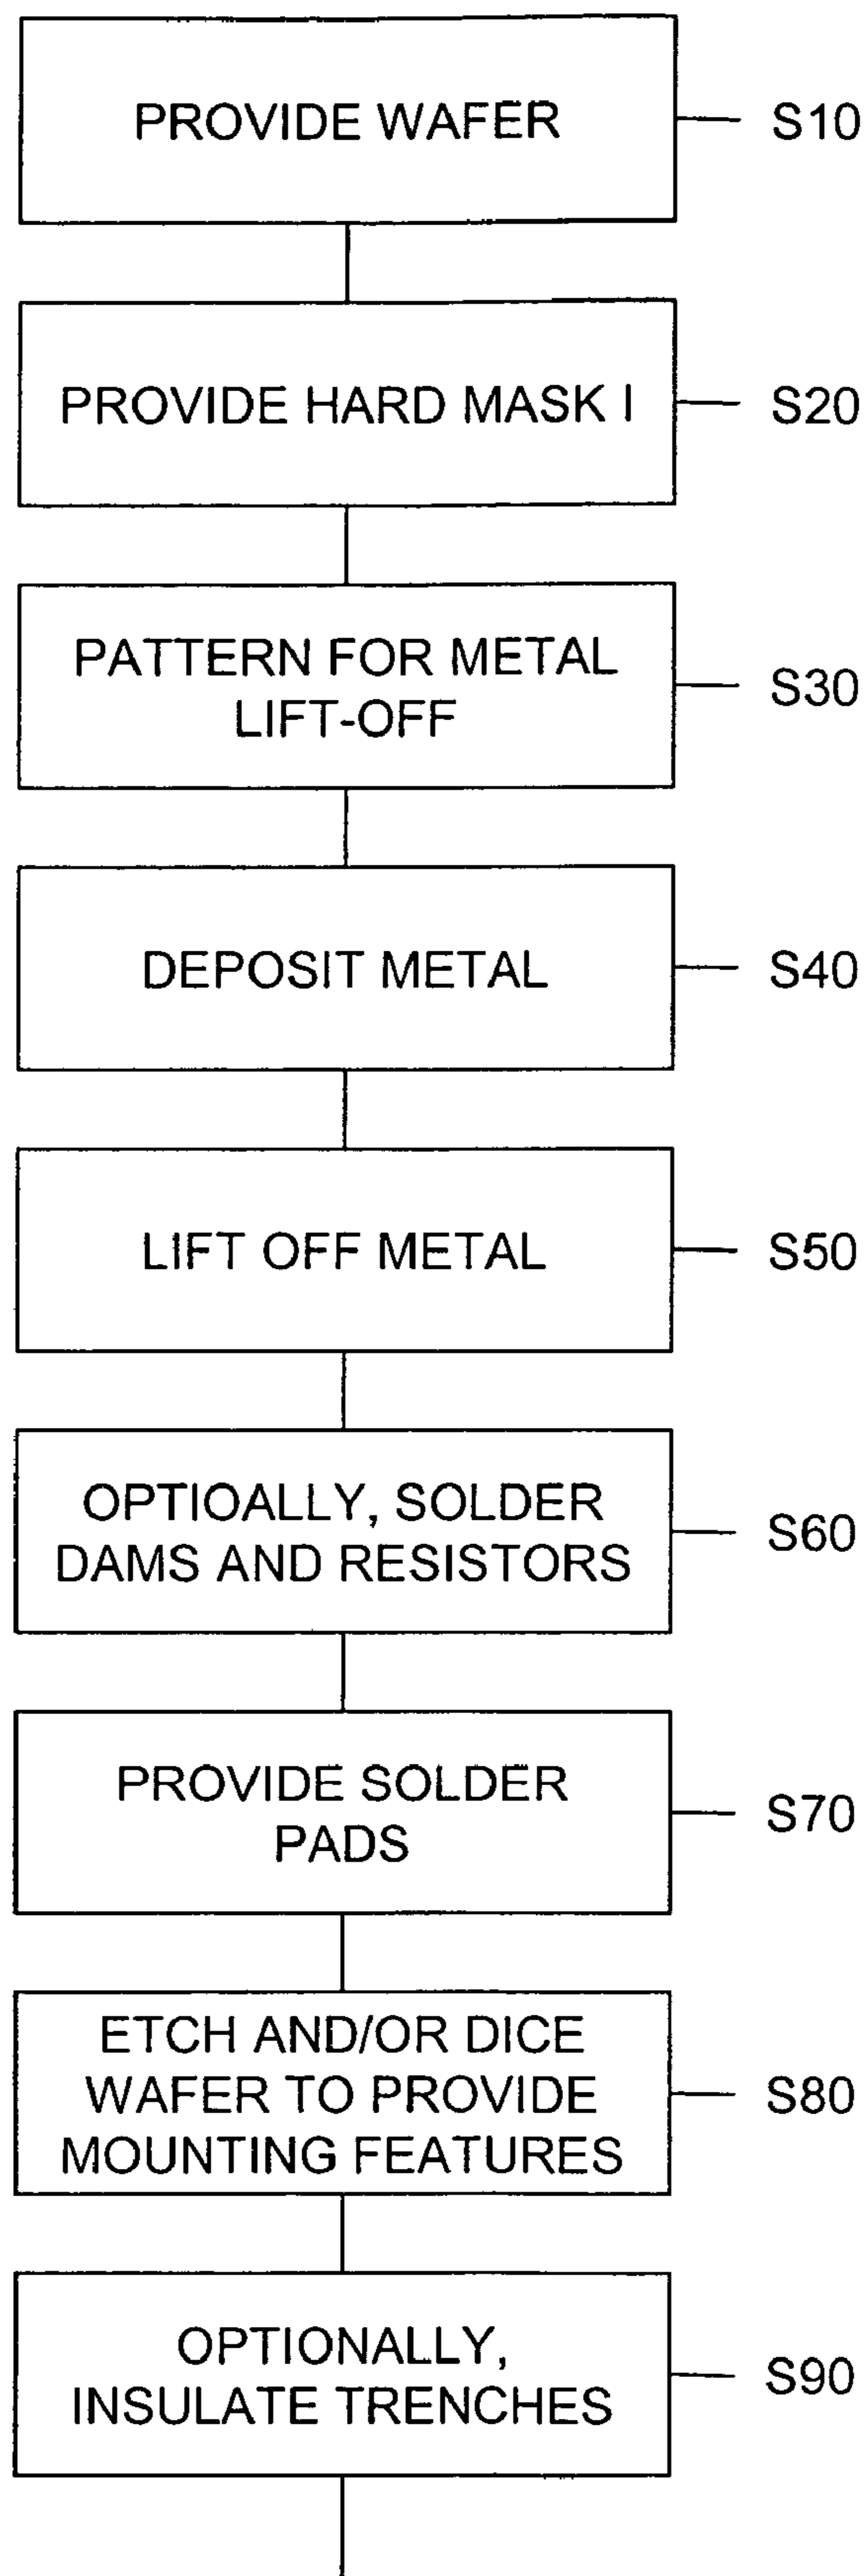 PROVIDE WAFER
S10
PROVIDE HARD MASK I
S20
PATTERN FOR METAL
LIFT-OFF
S30
DEPOSIT METAL
S40
LIFT OFF METAL
S50
OPTIOALLY, SOLDER
DAMS AND RESISTORS
S60
PROVIDE SOLDER
PADS
S70
ETCH AND/OR DICE
WAFER TO PROVIDE
MOUNTING FEATURES
S80
OPTIONALLY,
INSULATE TRENCHES
S90